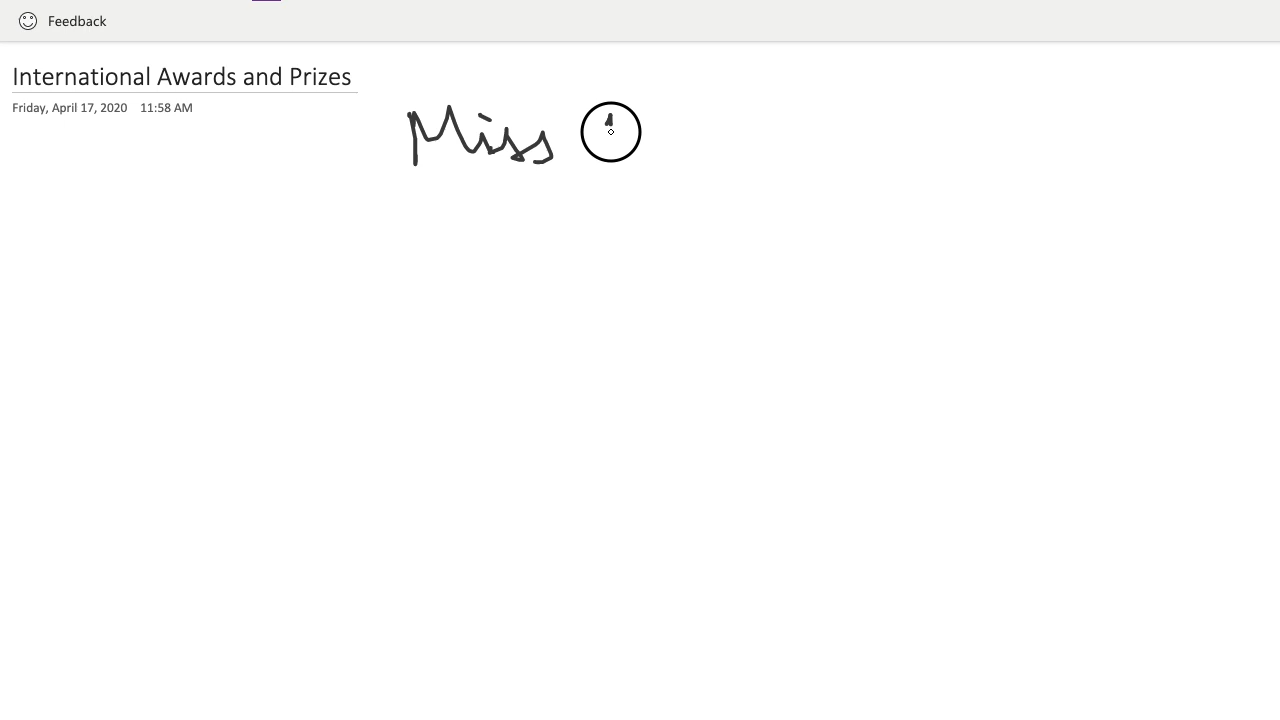 Feedback
International Awards and Prizes
Friday, April 17, 2020 11:58 AM
Miss